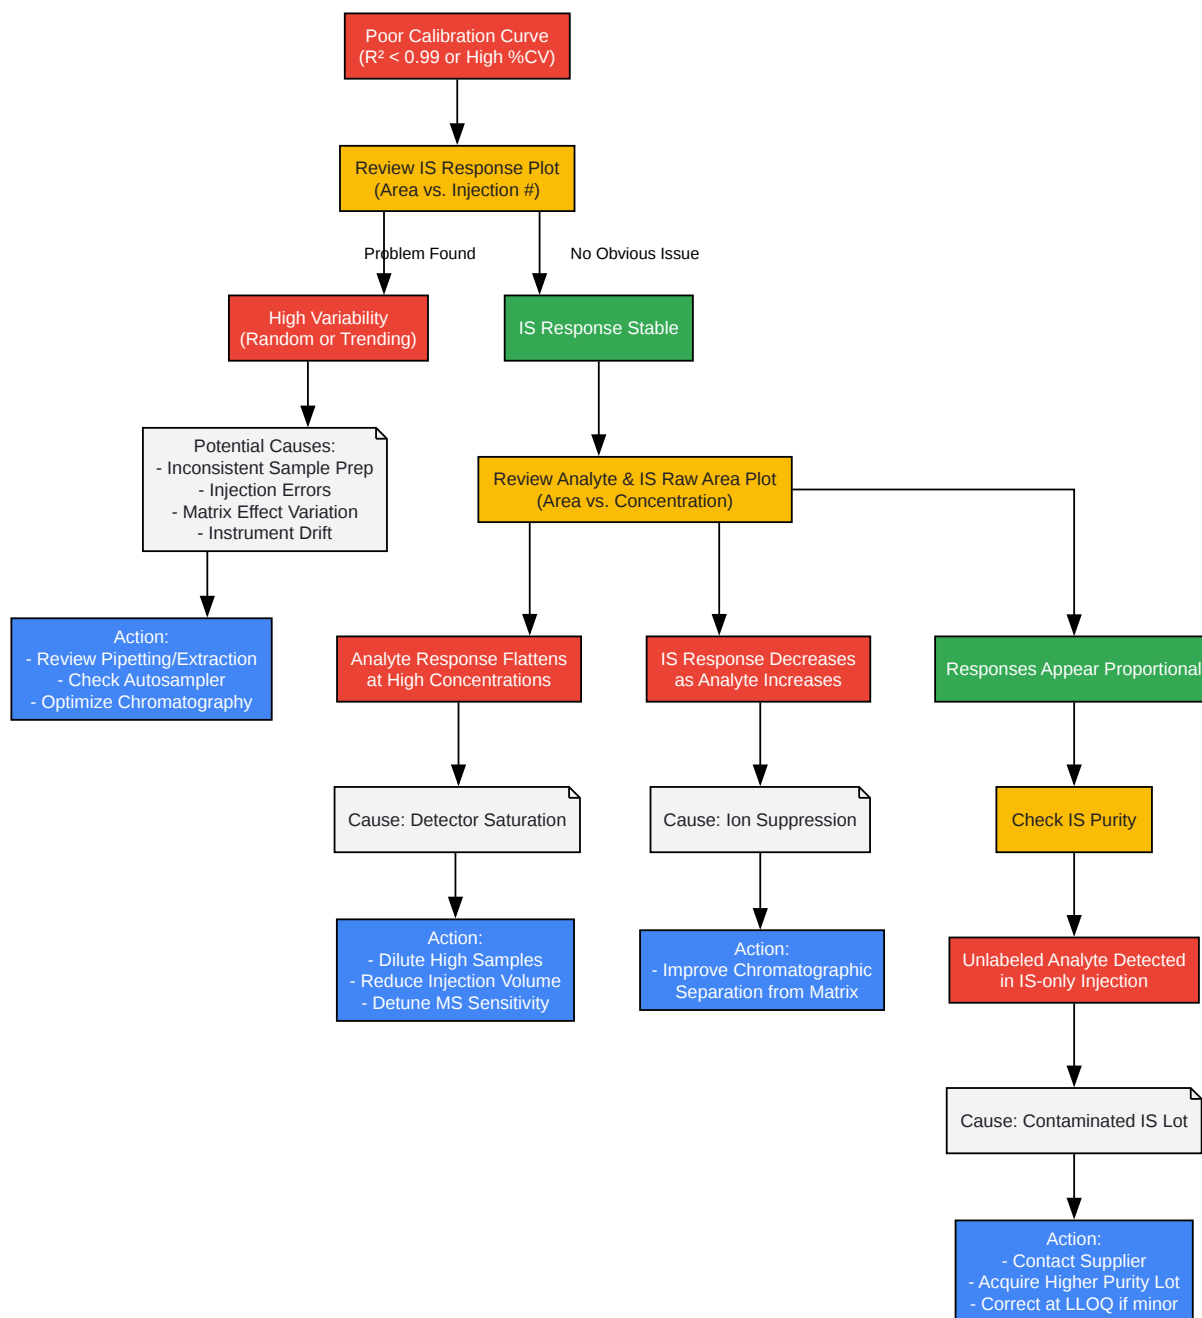 Poor Calibration Curve
(R² < 0.99 or High %CV)
Review IS Response Plot
(Area vs. Injection #)
Problem Found
No Obvious Issue
High Variability
(Random or Trending)
IS Response Stable
Potential Causes:
- Inconsistent Sample Prep
- Injection Errors
- Matrix Effect Variation
- Instrument Drift
Review Analyte & IS Raw Area Plot
(Area vs. Concentration)
Action:
- Review Pipetting/Extraction
- Check Autosampler
- Optimize Chromatography
Analyte Response Flattens
at High Concentrations
IS Response Decreases
as Analyte Increases
Responses Appear Proportional
Cause: Detector Saturation
Cause: Ion Suppression
Check IS Purity
Action:
- Dilute High Samples
- Reduce Injection Volume
- Detune MS Sensitivity
Action:
- Improve Chromatographic
Separation from Matrix
Unlabeled Analyte Detected
in IS-only Injection
Cause: Contaminated IS Lot
Action:
- Contact Supplier
- Acquire Higher Purity Lot
- Correct at LLOQ if minor